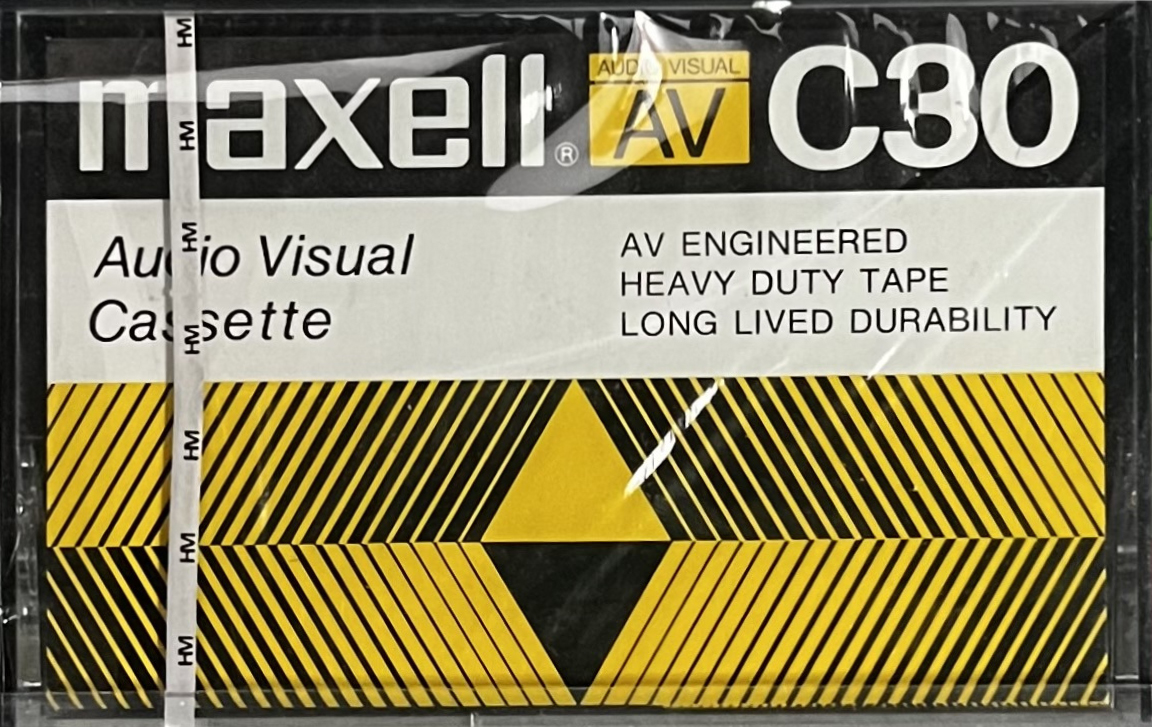 maxell® AUDIO VISUAL AV C30
Audio Visual
Cassette
AV ENGINEERED
HEAVY DUTY TAPE
LONG LIVED DURABILITY
HM
HM
HM
HM
HM
HM
HM